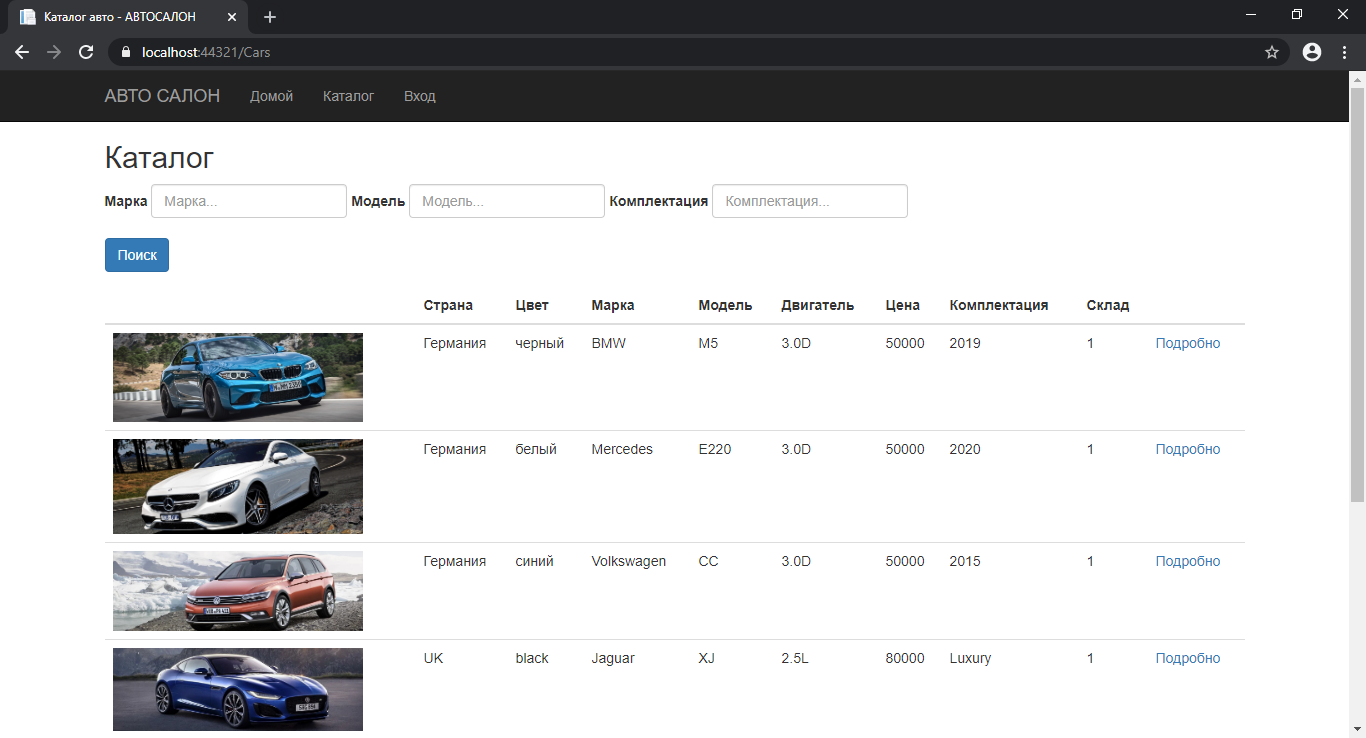 Каталог авто - АВТОСАЛОН
localhost:44321/Cars
АВТО САЛОН Домой Каталог Вход
Каталог
Марка Марка... Модель Модель... Комплектация Комплектация...
Поиск
Страна Цвет Марка Модель Двигатель Цена Комплектация Склад
Германия черный BMW M5 3.0D 50000 2019 1 Подробно
Германия белый Mercedes E220 3.0D 50000 2020 1 Подробно
Германия синий Volkswagen CC 3.0D 50000 2015 1 Подробно
UK black Jaguar XJ 2.5L 80000 Luxury 1 Подробно